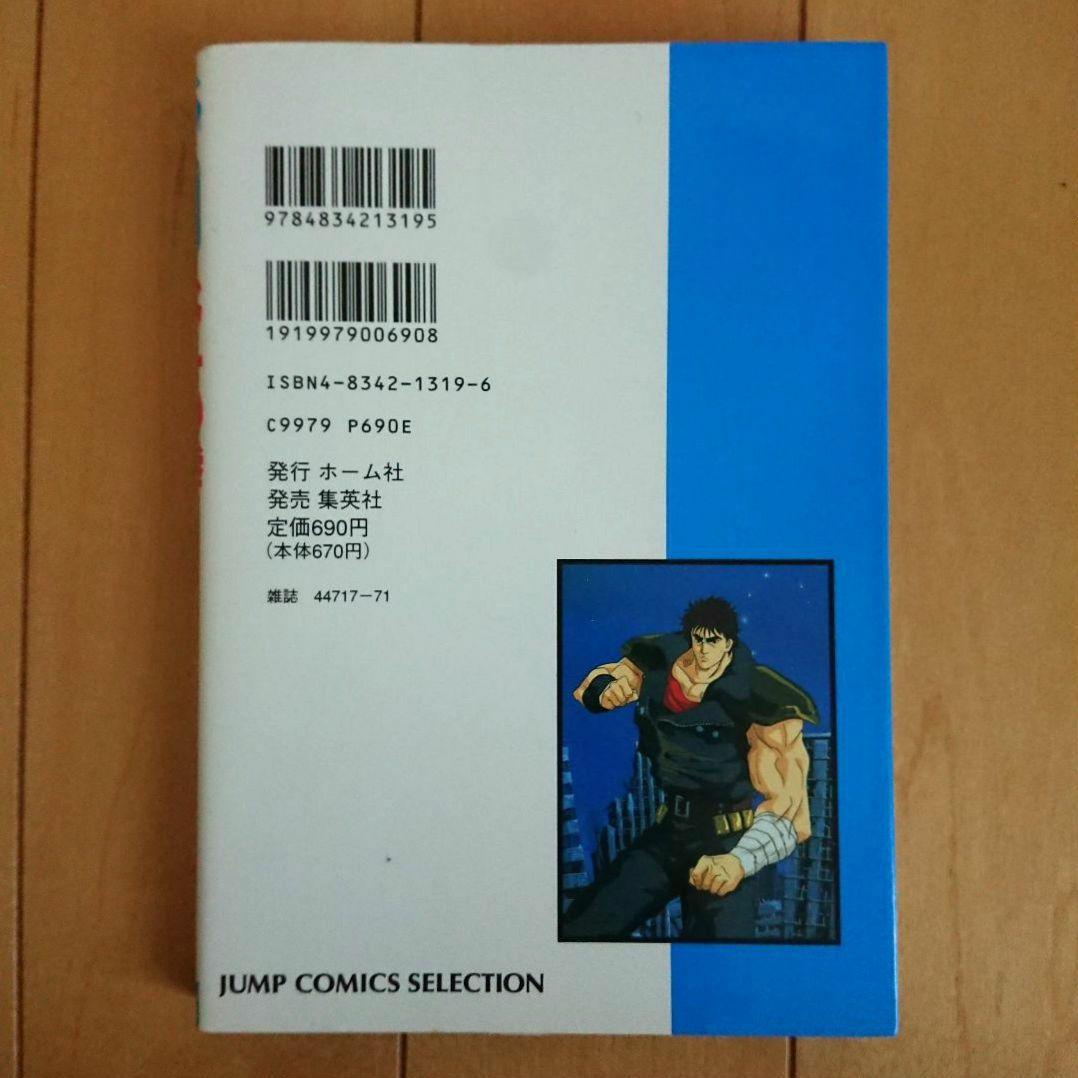 9784834213195
1919979006908
ISBN4-8342-1319-6
C9979 P690E
発行 ホーム社
発売 集英社
定価690円
(本体670円)
雑誌 44717-71
JUMP COMICS SELECTION